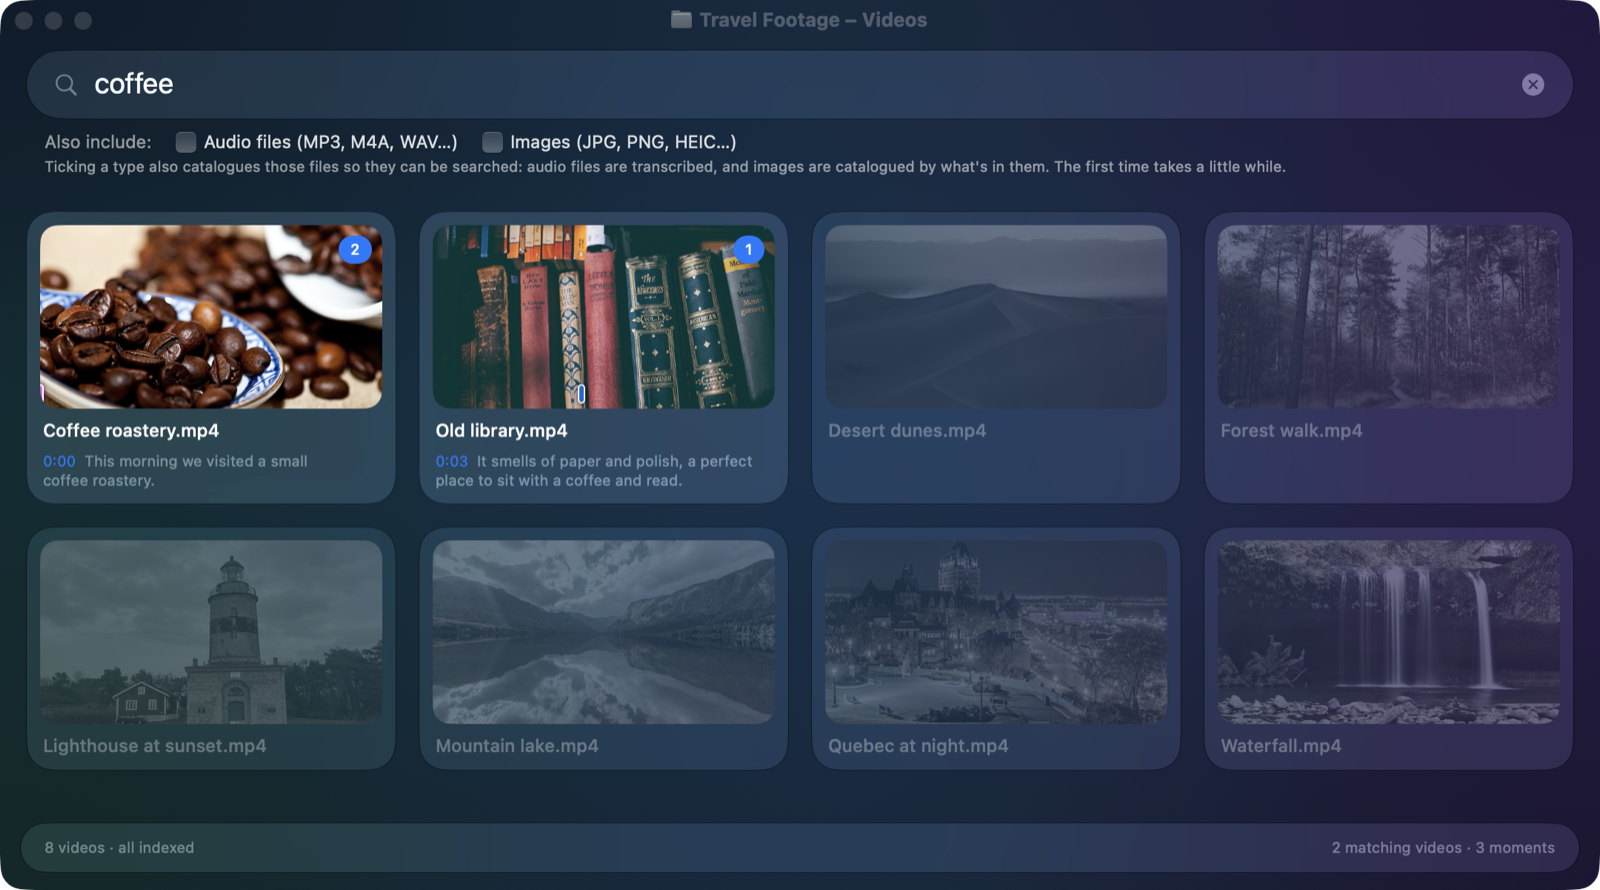 Travel Footage – Videos
coffee
Also include: Audio files (MP3, M4A, WAV...) Images (JPG, PNG, HEIC...)
Ticking a type also catalogues those files so they can be searched: audio files are transcribed, and images are catalogued by what's in them. The first time takes a little while.
2
1
Coffee roastery.mp4
0:00 This morning we visited a small
coffee roastery.
Old library.mp4
0:03 It smells of paper and polish, a perfect
place to sit with a coffee and read.
Desert dunes.mp4
Forest walk.mp4
Lighthouse at sunset.mp4
Mountain lake.mp4
Quebec at night.mp4
Waterfall.mp4
8 videos · all indexed
2 matching videos · 3 moments